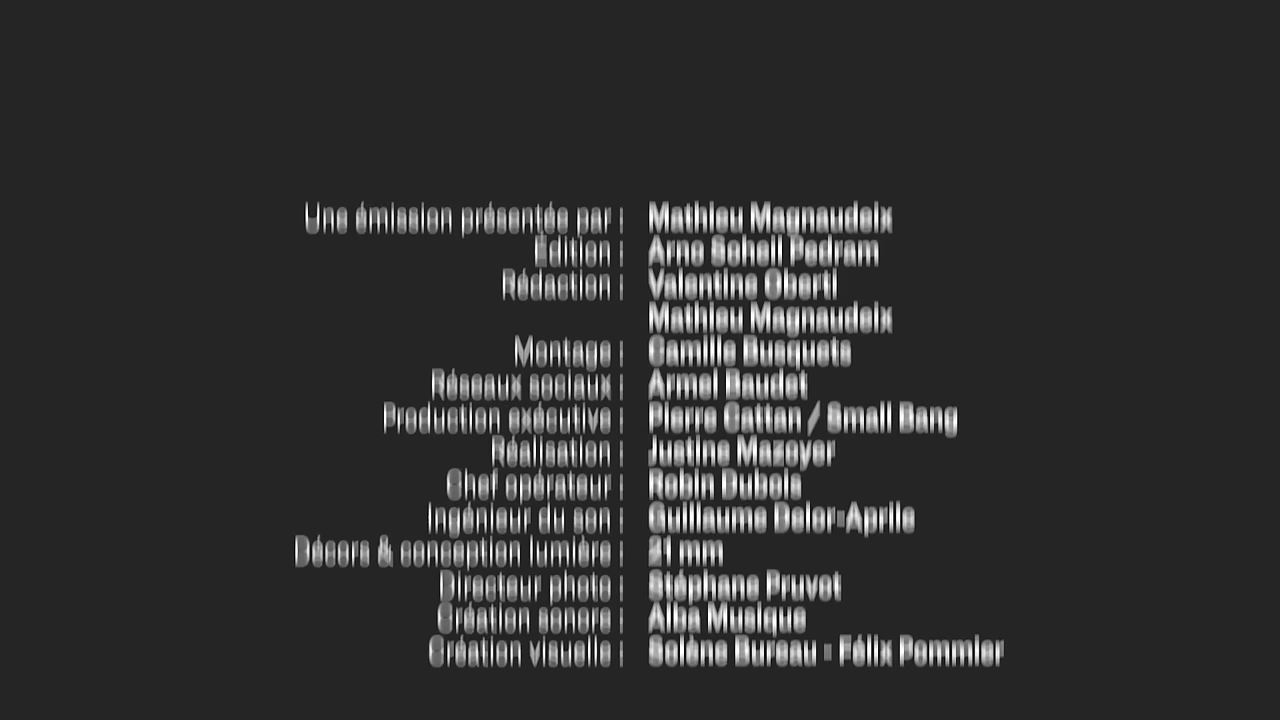 Une émission présentée par : Mathieu Magnaudeix
Edition : Arno Soheil Pedram
Rédaction : Valentine Oberti
Mathieu Magnaudeix
Montage : Camille Busquets
Réseaux sociaux : Armel Baudet
Production exécutive : Pierre Cattan / Small Bang
Réalisation : Justine Mazoyer
Chef opérateur : Robin Dubois
Ingénieur du son : Guillaume Delor-Aprile
Décors & conception lumière : 21 mm
Directeur photo : Stéphane Pruvot
Création sonore : Alba Musique
Création visuelle : Solène Bureau - Félix Pommier